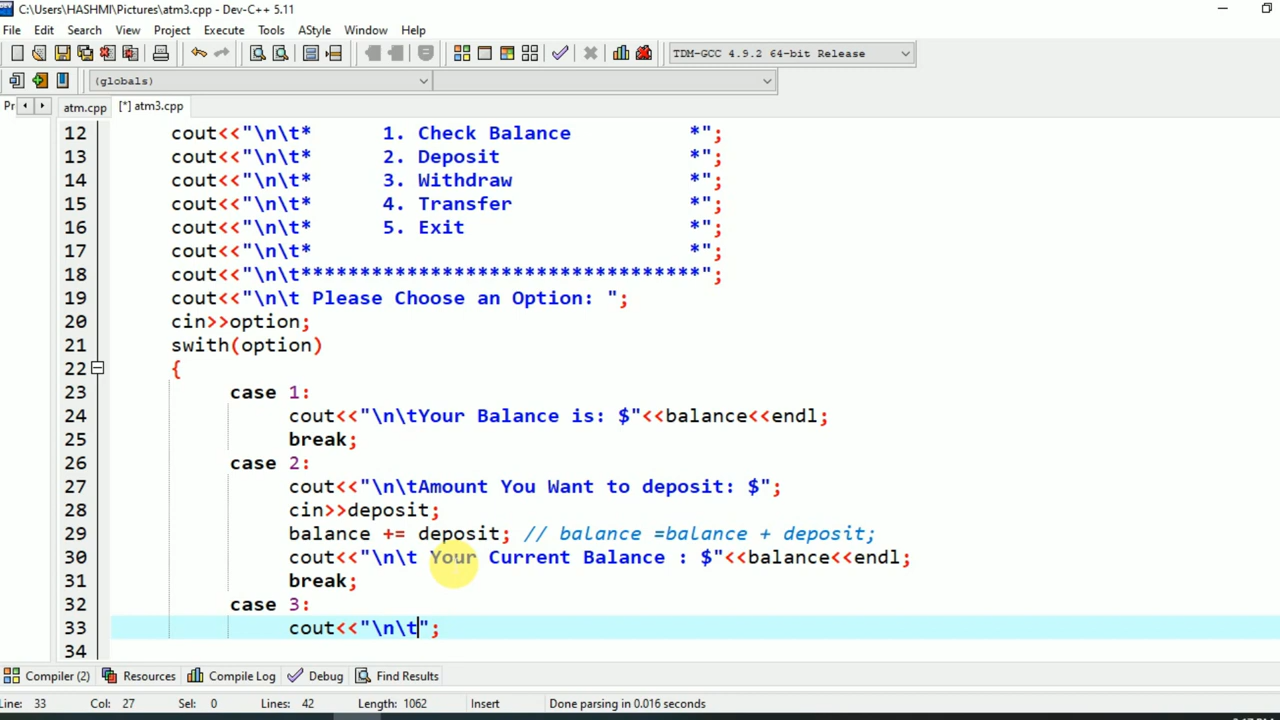 C:\Users\HASHMI\Pictures\atm3.cpp - Dev-C++ 5.11
File Edit Search View Project Execute Tools AStyle Window Help
TDM-GCC 4.9.2 64-bit Release
(globals)
Pr atm.cpp [*] atm3.cpp
12 cout<<"\n\t* 1. Check Balance *";
13 cout<<"\n\t* 2. Deposit *";
14 cout<<"\n\t* 3. Withdraw *";
15 cout<<"\n\t* 4. Transfer *";
16 cout<<"\n\t* 5. Exit *";
17 cout<<"\n\t* *";
18 cout<<"\n\t**********************************";
19 cout<<"\n\t Please Choose an Option: ";
20 cin>>option;
21 swith(option)
22 {
23 case 1:
24 cout<<"\n\tYour Balance is: $"<<balance<<endl;
25 break;
26 case 2:
27 cout<<"\n\tAmount You Want to deposit: $";
28 cin>>deposit;
29 balance += deposit; // balance =balance + deposit;
30 cout<<"\n\t Your Current Balance : $"<<balance<<endl;
31 break;
32 case 3:
33 cout<<"\n\t";
34
Compiler (2) Resources Compile Log Debug Find Results
Line: 33 Col: 27 Sel: 0 Lines: 42 Length: 1062 Insert Done parsing in 0.016 seconds